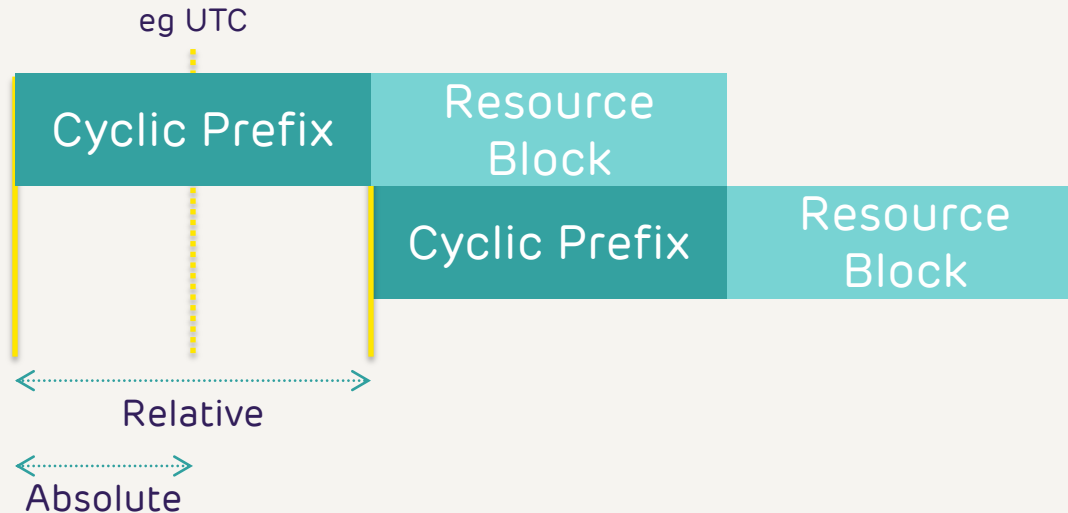 eg UTC
Cyclic Prefix
Resource
Block
Cyclic Prefix
Resource
Block
Relative
Absolute